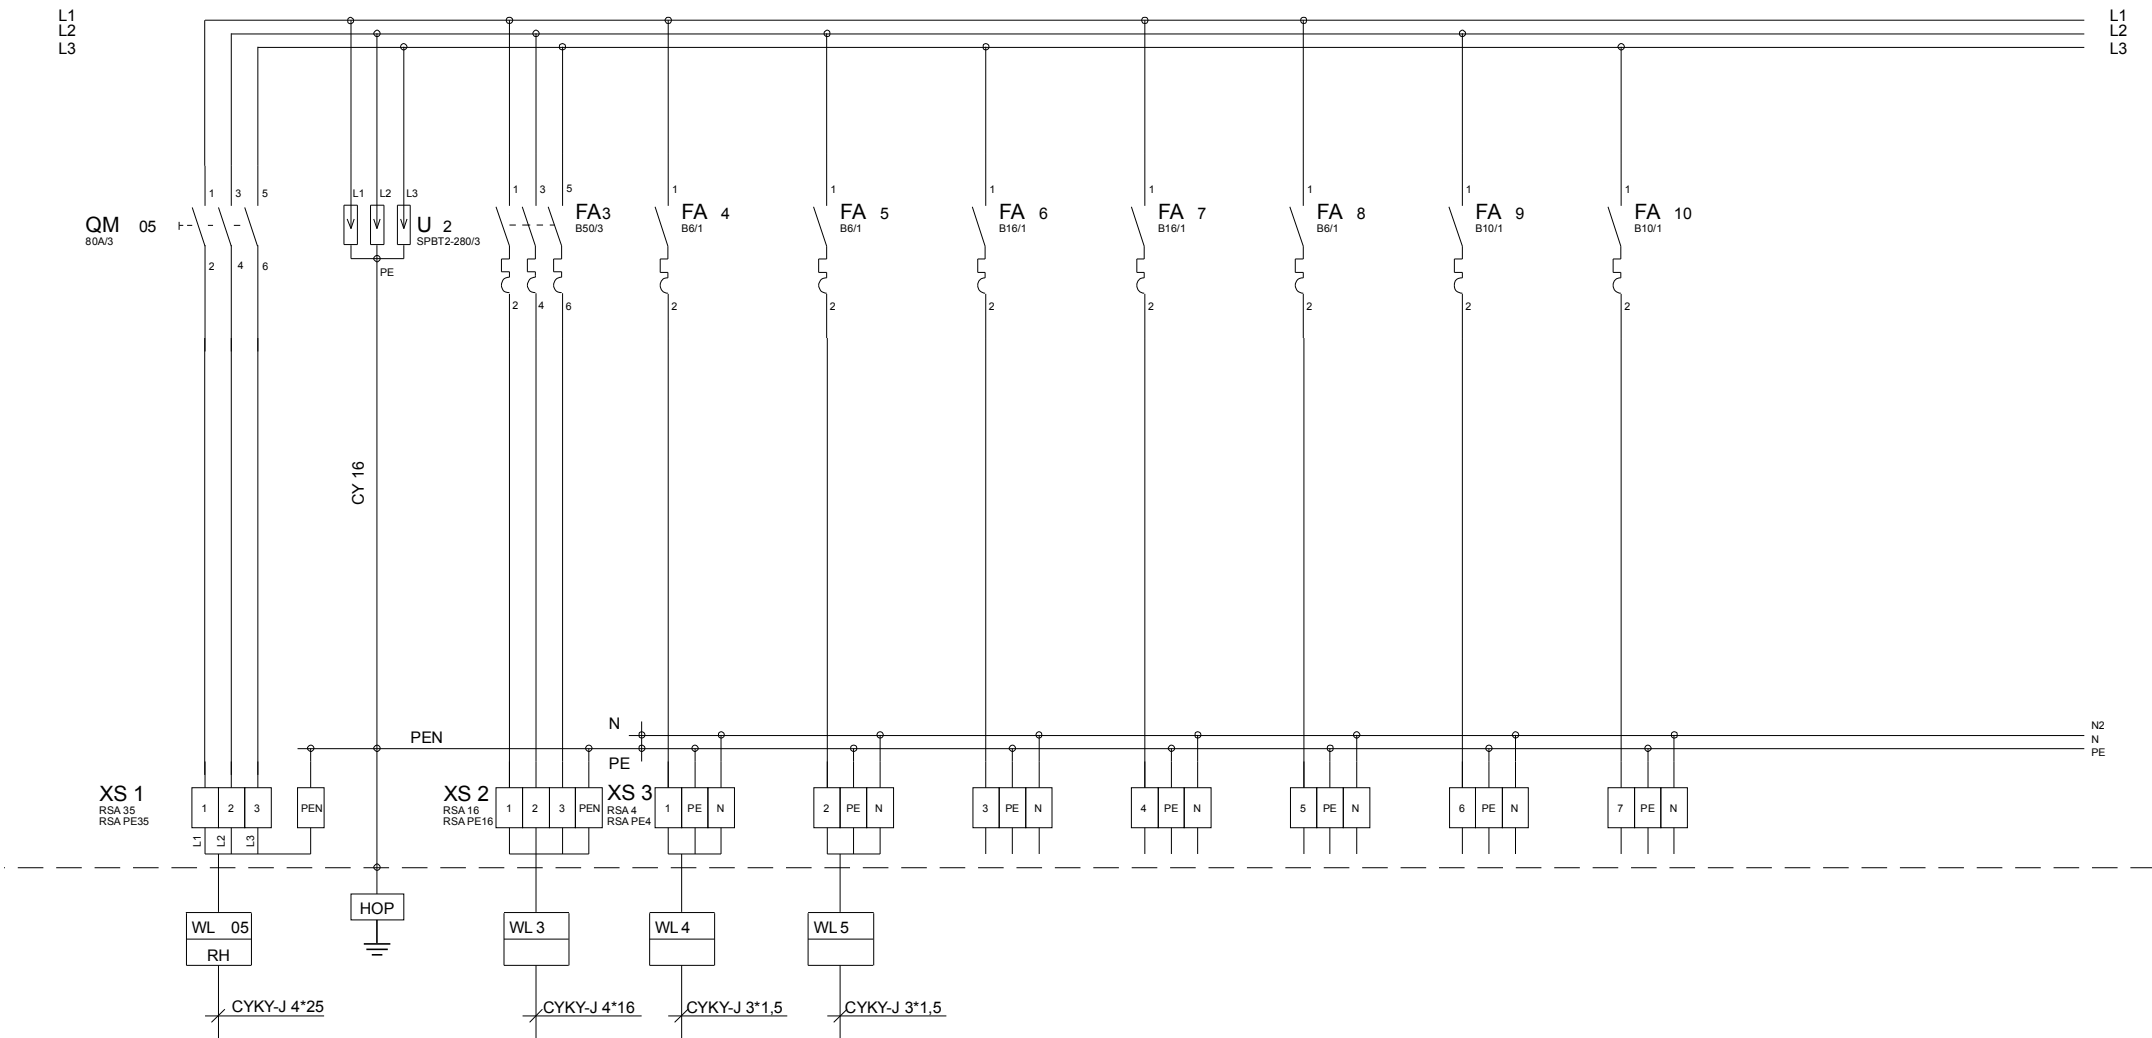 L1 L1
L2 L2
L3 L3
1 3 5 L1 L2 L3 1 3 5 1 1 1 1 1 1 1
QM 05 U 2 FA3 FA 4 FA 5 FA 6 FA 7 FA 8 FA 9 FA 10
80A/3 SPBT2-280/3 B50/3 B6/1 B6/1 B16/1 B16/1 B6/1 B10/1 B10/1
2 4 6 PE
2 4 6 2 2 2 2 2 2 2
CY 16
N N2
PEN N
PE PE
XS 1 XS 2 XS 3
RSA 35 RSA 16 RSA 4
RSA PE35 RSA PE16 RSA PE4
1 2 3 PEN 1 2 3 PEN 1 PE N 2 PE N 3 PE N 4 PE N 5 PE N 6 PE N 7 PE N
L1 L2 L3
HOP
WL 05 WL 3 WL 4 WL 5
RH
CYKY-J 4*25 CYKY-J 4*16 CYKY-J 3*1,5 CYKY-J 3*1,5